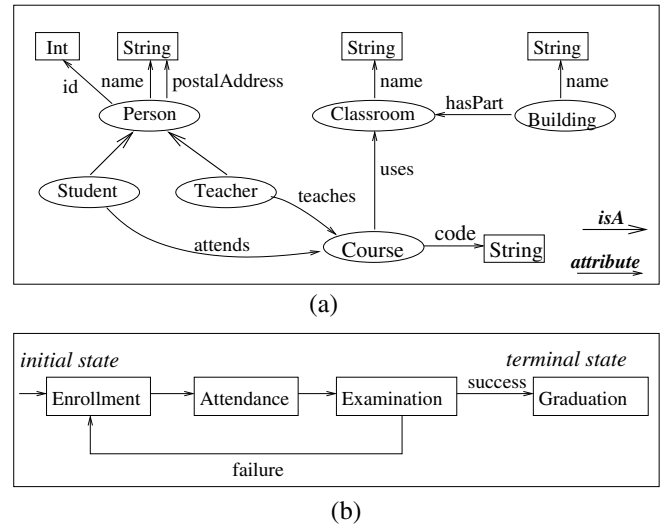 Int
String
String
String
id
name
postalAddress
name
name
Person
Classroom
hasPart
Building
Student
Teacher
teaches
uses
isA
attends
Course
code
String
attribute
(a)
initial state
terminal state
Enrollment
Attendance
Examination
success
Graduation
failure
(b)